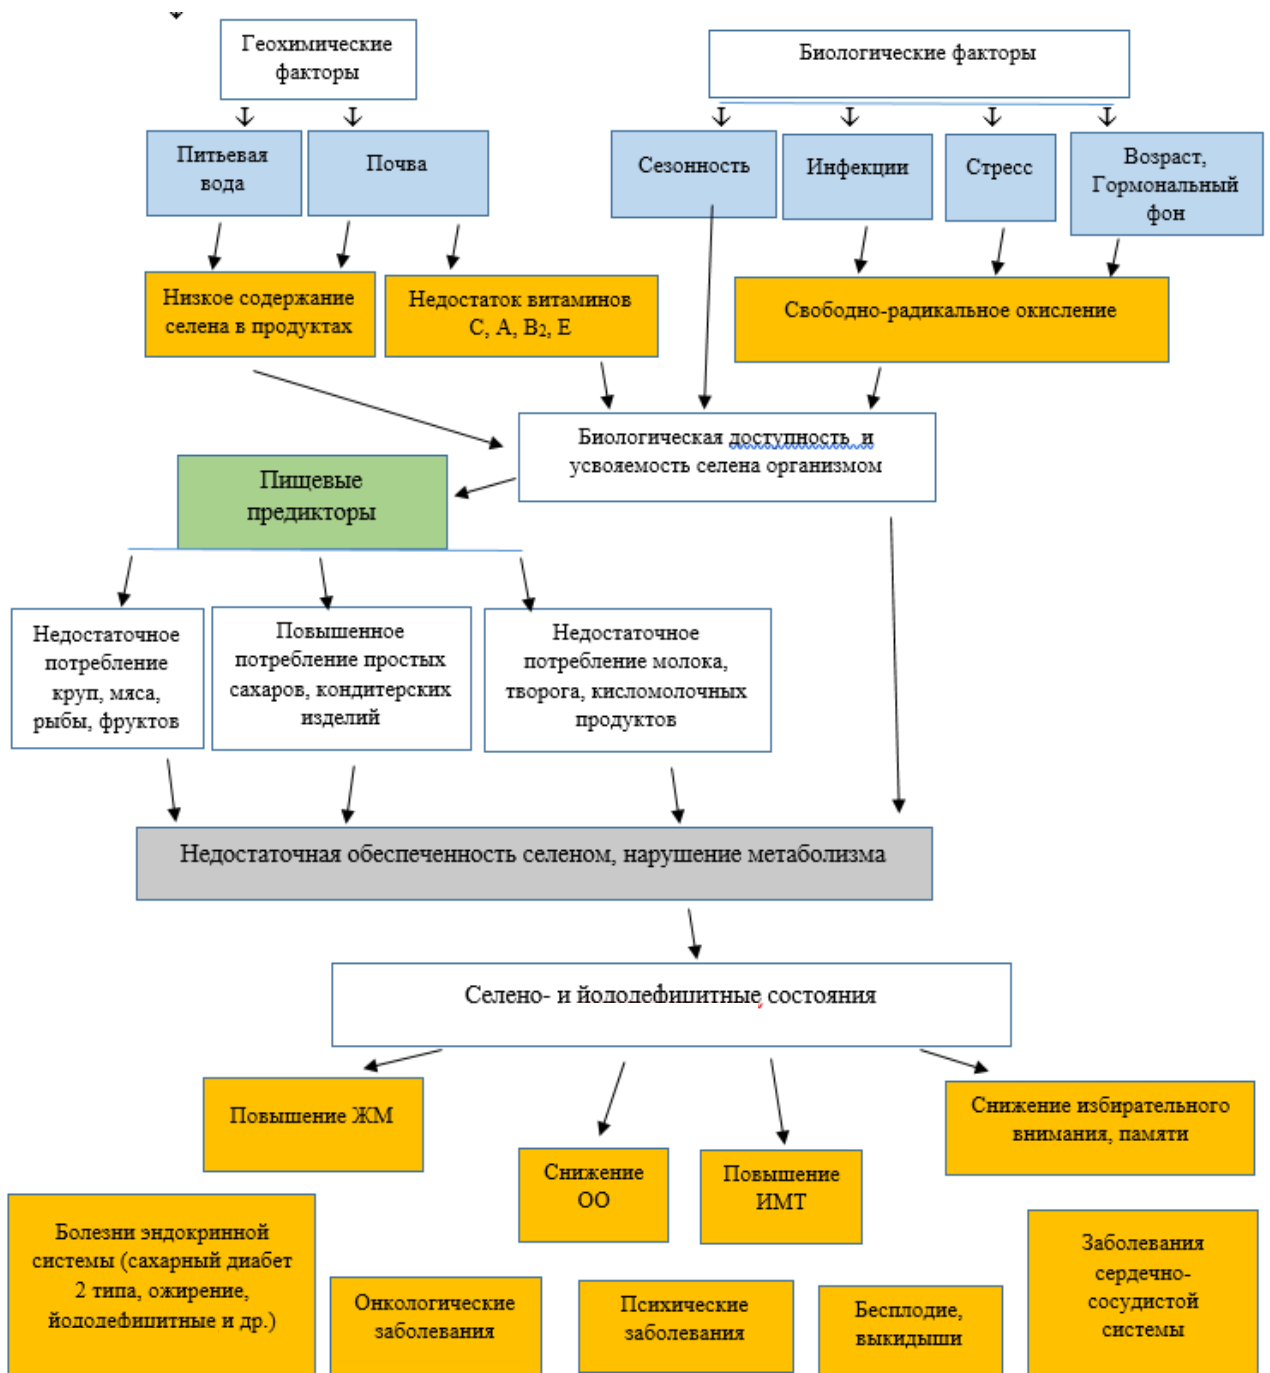 Геохимические
факторы
Биологические факторы
Питьевая
вода
Почва
Сезонность
Инфекции
Стресс
Возраст,
Гормональный
фон
Низкое содержание
селена в продуктах
Недостаток витаминов
С, А, В₂, Е
Свободно-радикальное окисление
Биологическая доступность и
усвояемость селена организмом
Пищевые
предикторы
Недостаточное
потребление
круп, мяса,
рыбы, фруктов
Повышенное
потребление простых
сахаров, кондитерских
изделий
Недостаточное
потребление молока,
творога, кисломолочных
продуктов
Недостаточная обеспеченность селеном, нарушение метаболизма
Селено- и йододефицитные состояния
Повышение ЖМ
Снижение
ОО
Повышение
ИМТ
Снижение избирательного
внимания, памяти
Болезни эндокринной
системы (сахарный диабет
2 типа, ожирение,
йододефицитные и др.)
Онкологические
заболевания
Психические
заболевания
Бесплодие,
выкидыши
Заболевания
сердечно-
сосудистой
системы